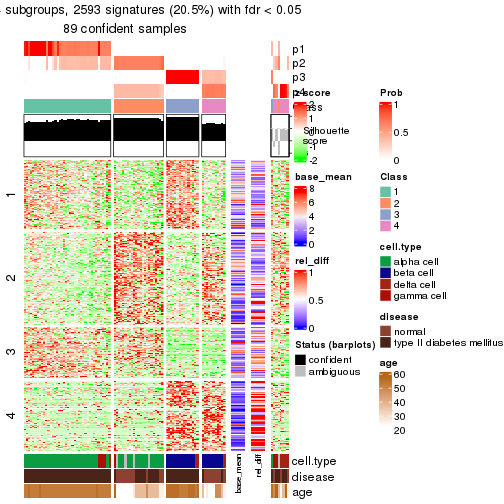 subgroups, 2593 signatures (20.5%) with fdr < 0.05
89 confident samples
p1
p2
p3
p4
z-score
Class
2
1
0
-1
-2
Silhouette
score
1
2
3
4
base_mean
8
6
4
2
0
rel_diff
1
0.5
0
Status (barplots)
confident
ambiguous
Prob
1
0.5
0
Class
1
2
3
4
cell.type
alpha cell
beta cell
delta cell
gamma cell
disease
normal
type II diabetes mellitus
age
60
50
40
30
20
cell.type
disease
age
base_mean
rel_diff